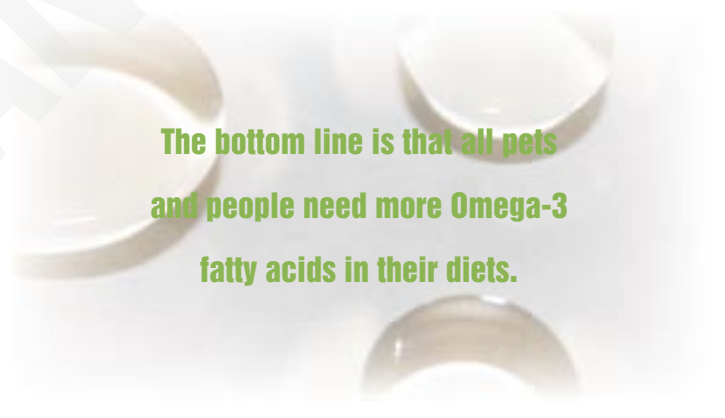 The bottom line is that all pets
and people need more Omega-3
fatty acids in their diets.